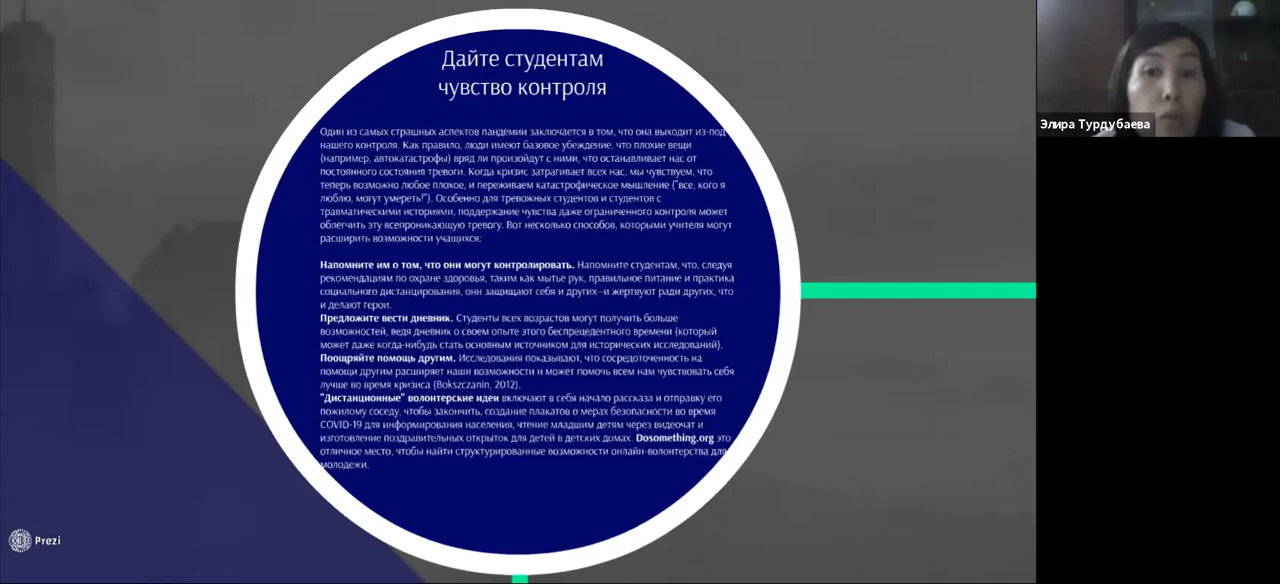 Дайте студентам
чувство контроля
Один из самых страшных аспектов пандемии заключается в том, что она выходит из-под
нашего контроля. Как правило, люди имеют базовое убеждение, что плохие вещи
(например, автокатастрофы) вряд ли произойдут с ними, что останавливает нас от
постоянного состояния тревоги. Когда кризис затрагивает всех нас, мы чувствуем, что
теперь возможно любое плохое, и переживаем катастрофическое мышление ("все, кого я
люблю, могут умереть!"). Особенно для тревожных студентов и студентов с
травматическими историями, поддержание чувства даже ограниченного контроля может
облегчить эту всепроникающую тревогу. Вот несколько способов, которыми учителя могут
расширить возможности учащихся:
Напомните им о том, что они могут контролировать. Напомните студентам, что, следуя
рекомендациям по охране здоровья, таким как мытье рук, правильное питание и практика
социального дистанцирования, они защищают себя и других—и жертвуют ради других, что
и делают герои.
Предложите вести дневник. Студенты всех возрастов могут получить больше
возможностей, ведя дневник о своем опыте этого беспрецедентного времени (который
может даже когда-нибудь стать основным источником для исторических исследований).
Поощряйте помощь другим. Исследования показывают, что сосредоточенность на
помощи другим расширяет наши возможности и может помочь всем нам чувствовать себя
лучше во время кризиса (Bokszczanin, 2012).
"Дистанционные" волонтерские идеи включают в себя начало рассказа и отправку его
пожилому соседу, чтобы закончить, создание плакатов о мерах безопасности во время
COVID-19 для информирования населения, чтение младшим детям через видеочат и
изготовление поздравительных открыток для детей в детских домах. Dosomething.org это
отличное место, чтобы найти структурированные возможности онлайн-волонтерства для
молодежи.
Prezi
Элира Турдубаева